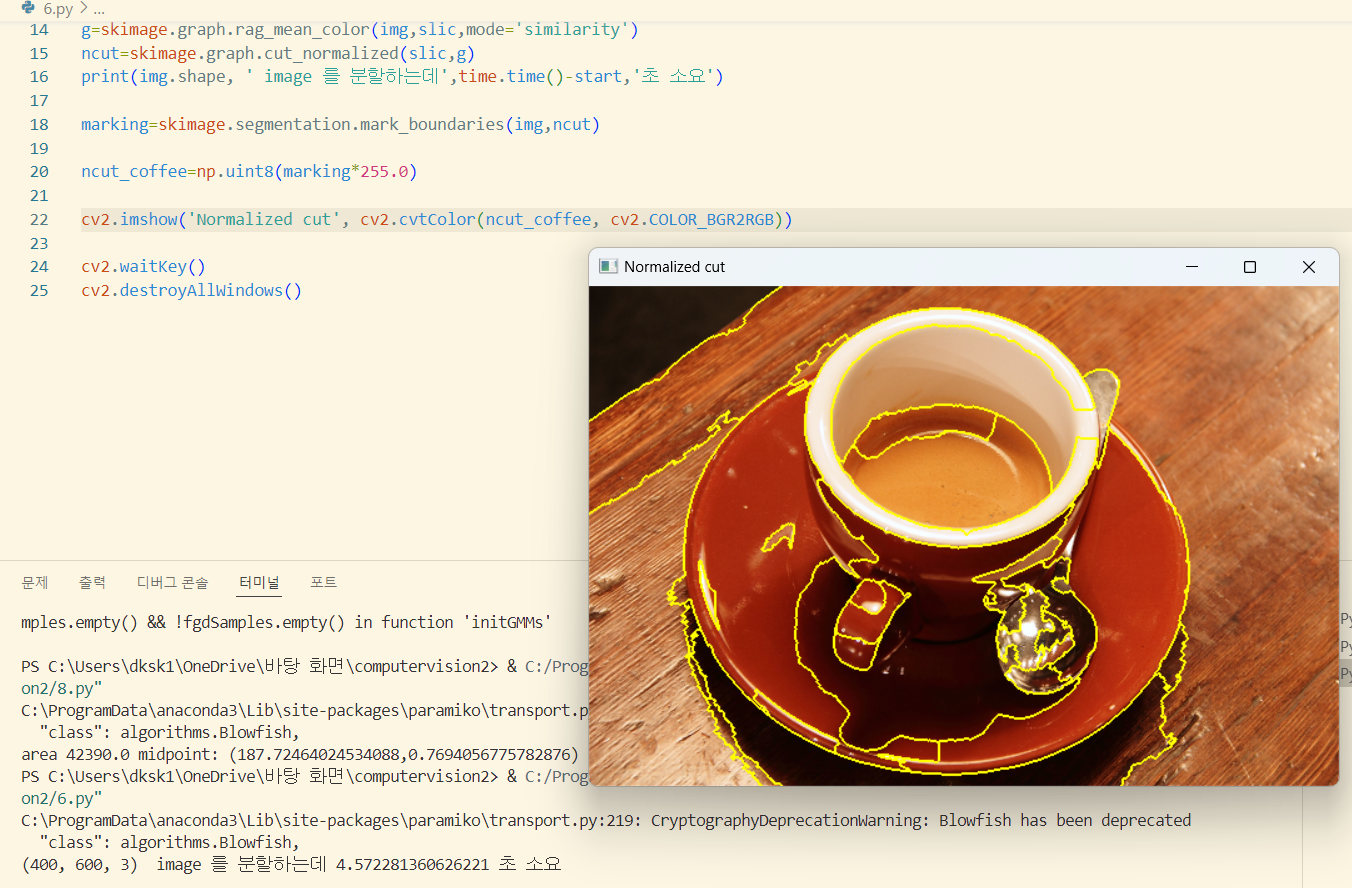 6.py > ...
14 g=skimage.graph.rag_mean_color(img,slic,mode='similarity')
15 ncut=skimage.graph.cut_normalized(slic,g)
16 print(img.shape, ' image 를 분할하는데',time.time()-start,'초 소요')
17
18 marking=skimage.segmentation.mark_boundaries(img,ncut)
19
20 ncut_coffee=np.uint8(marking*255.0)
21
22 cv2.imshow('Normalized cut', cv2.cvtColor(ncut_coffee, cv2.COLOR_BGR2RGB))
23
24 cv2.waitKey()
25 cv2.destroyAllWindows()
Normalized cut
문제 출력 디버그 콘솔 터미널 포트
mples.empty() && !fgdSamples.empty() in function 'initGMMs'
PS C:\Users\dksk1\OneDrive\바탕 화면\computervision2> & C:/Prog
on2/8.py"
C:\ProgramData\anaconda3\Lib\site-packages\paramiko\transport.p
"class": algorithms.Blowfish,
area 42390.0 midpoint: (187.72464024534088,0.7694056775782876)
PS C:\Users\dksk1\OneDrive\바탕 화면\computervision2> & C:/Prog
on2/6.py"
C:\ProgramData\anaconda3\Lib\site-packages\paramiko\transport.py:219: CryptographyDeprecationWarning: Blowfish has been deprecated
"class": algorithms.Blowfish,
(400, 600, 3)  image 를 분할하는데 4.572281360626221 초 소요
Py
Py
Py